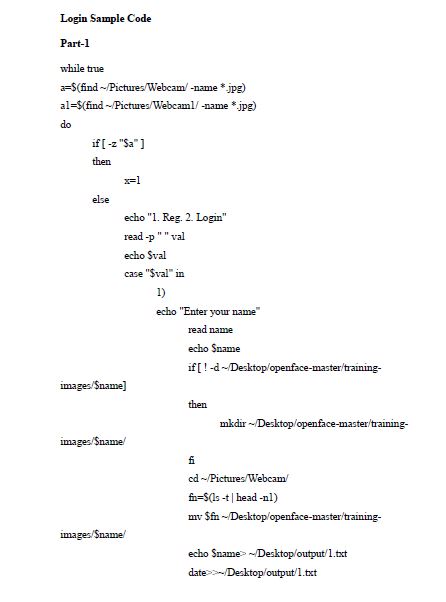 Login Sample Code
Part-1
while true
a=$(find ~/Pictures/Webcam/ -name *.jpg)
a1=$(find ~/Pictures/Webcam1/ -name *.jpg)
do
if [ -z "$a" ]
then
x=1
else
echo "1. Reg. 2. Login"
read -p " " val
echo $val
case "$val" in
1)
echo "Enter your name"
read name
echo $name
if [ ! -d ~/Desktop/openface-master/training-
images/$name]
then
mkdir ~/Desktop/openface-master/training-
images/$name/
fi
cd ~/Pictures/Webcam/
fn=$(ls -t | head -n1)
mv $fn ~/Desktop/openface-master/training-
images/$name/
echo $name> ~/Desktop/output/1.txt
date>>~/Desktop/output/1.txt